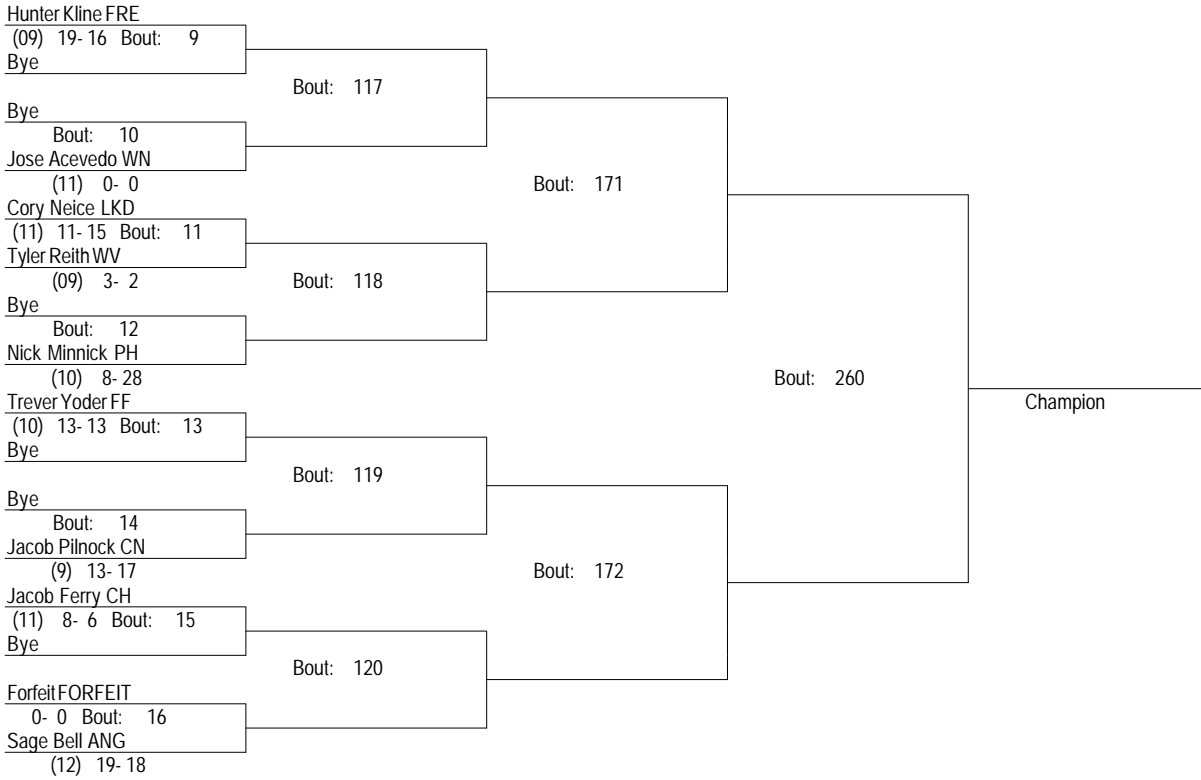 Hunter Kline FRE
(09) 19- 16 Bout: 9
Bye
Bout: 117
Bye
Bout: 10
Jose Acevedo WN
(11) 0- 0
Bout: 171
Cory Neice LKD
(11) 11- 15 Bout: 11
Tyler Reith WV
(09) 3- 2
Bout: 118
Bye
Bout: 12
Nick Minnick PH
(10) 8- 28
Bout: 260
Trever Yoder FF
Champion
(10) 13- 13 Bout: 13
Bye
Bout: 119
Bye
Bout: 14
Jacob Pilnock CN
(9) 13- 17
Bout: 172
Jacob Ferry CH
(11) 8- 6 Bout: 15
Bye
Bout: 120
Forfeit FORFEIT
0- 0 Bout: 16
Sage Bell ANG
(12) 19- 18